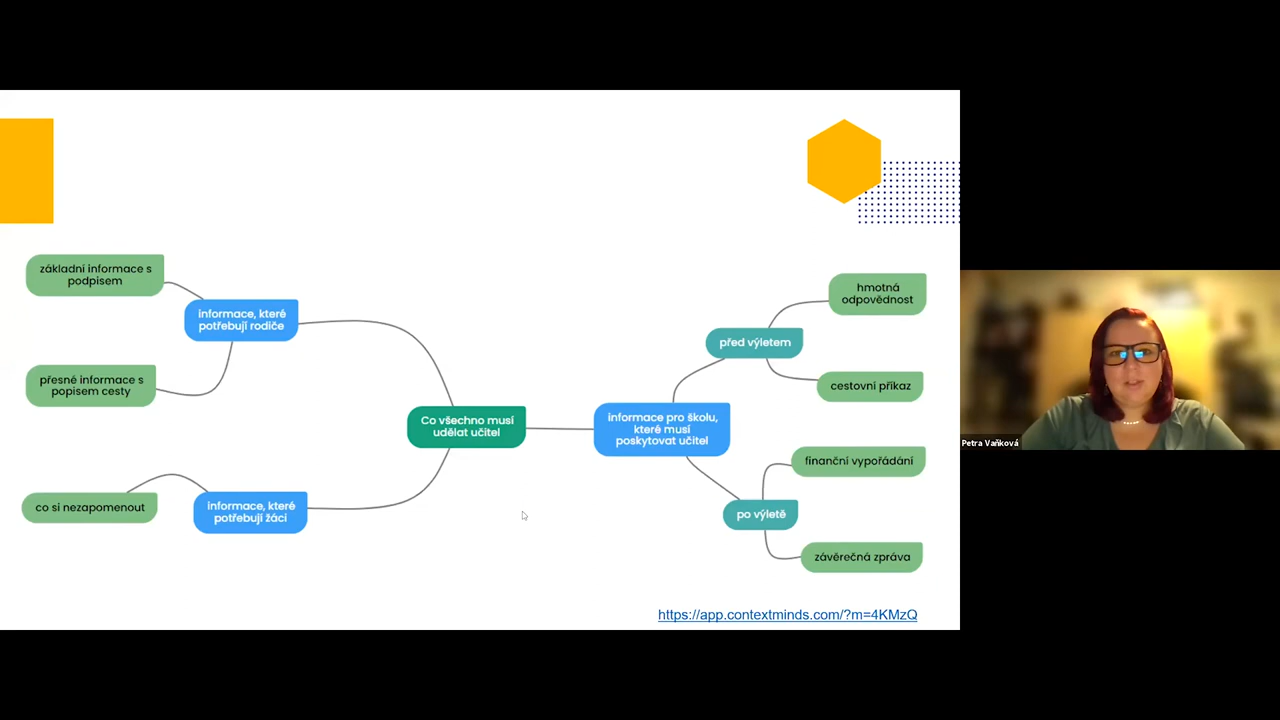 základní informace s
podpisem
informace, které
potřebují rodiče
přesné informace s
popisem cesty
co si nezapomenout
informace, které
potřebují žáci
Co všechno musí
udělat učitel
informace pro školu,
které musí
poskytovat učitel
před výletem
hmotná
odpovědnost
cestovní příkaz
po výletě
finanční vypořádání
závěrečná zpráva
https://app.contextminds.com/?m=4KMzQ
Petra Vaňková